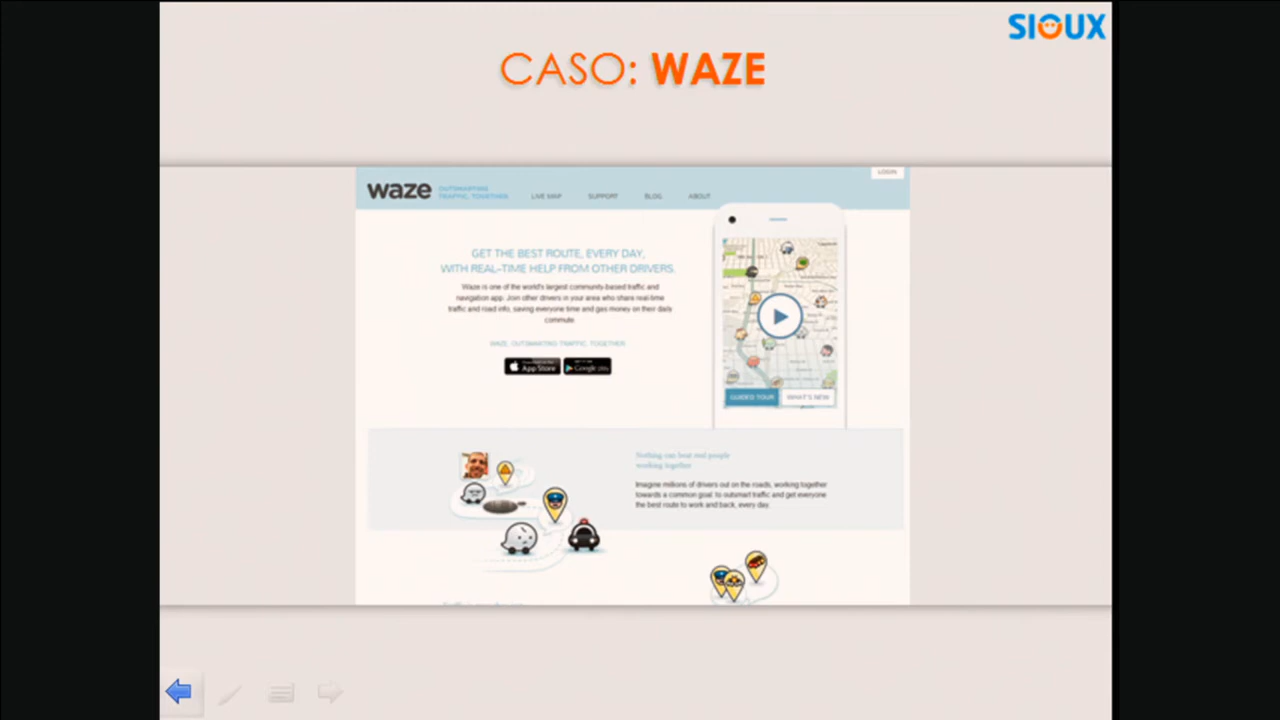 SIOUX
CASO: WAZE
LOGIN
waze
OUTSMARTING
TRAFFIC, TOGETHER.
LIVE MAP
SUPPORT
BLOG
ABOUT
GET THE BEST ROUTE, EVERY DAY,
WITH REAL-TIME HELP FROM OTHER DRIVERS.
Waze is one of the world's largest community-based traffic and
navigation app. Join other drivers in your area who share real-time
traffic and road info, saving everyone time and gas money on their daily
commute.
WAZE. OUTSMARTING TRAFFIC, TOGETHER.
App Store
Google play
GUIDED TOUR
WHAT'S NEW
Nothing can beat real people
working together
Imagine millions of drivers out on the roads, working together
towards a common goal: to outsmart traffic and get everyone
the best route to work and back, every day.